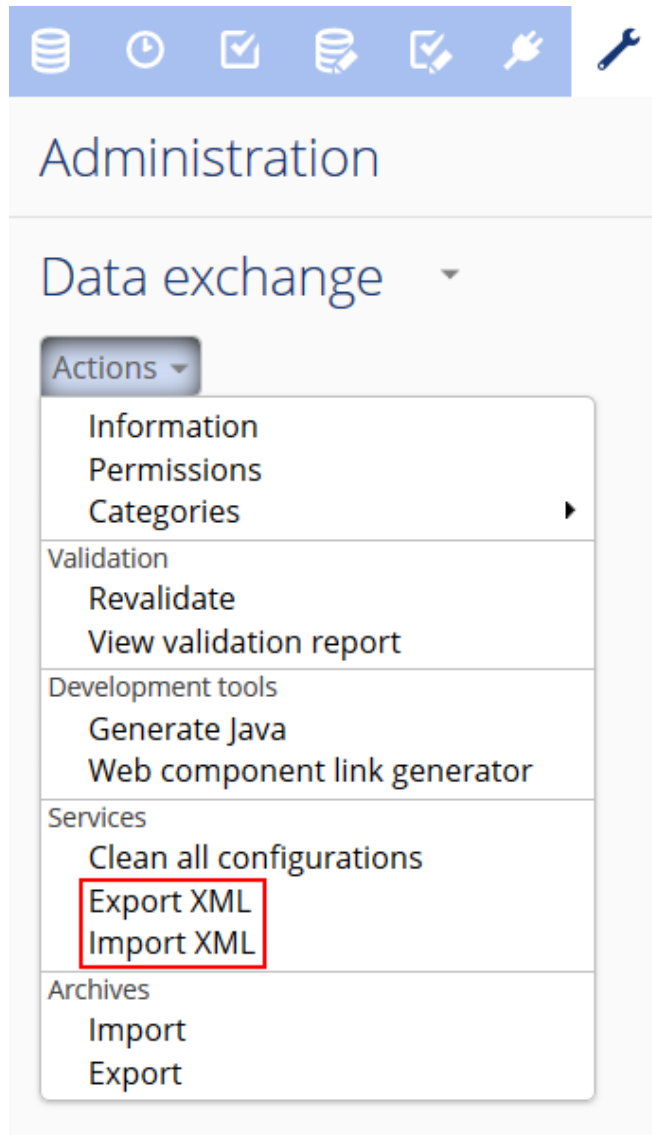 Administration
Data exchange
Actions
Information
Permissions
Categories
Validation
Revalidate
View validation report
Development tools
Generate Java
Web component link generator
Services
Clean all configurations
Export XML
Import XML
Archives
Import
Export